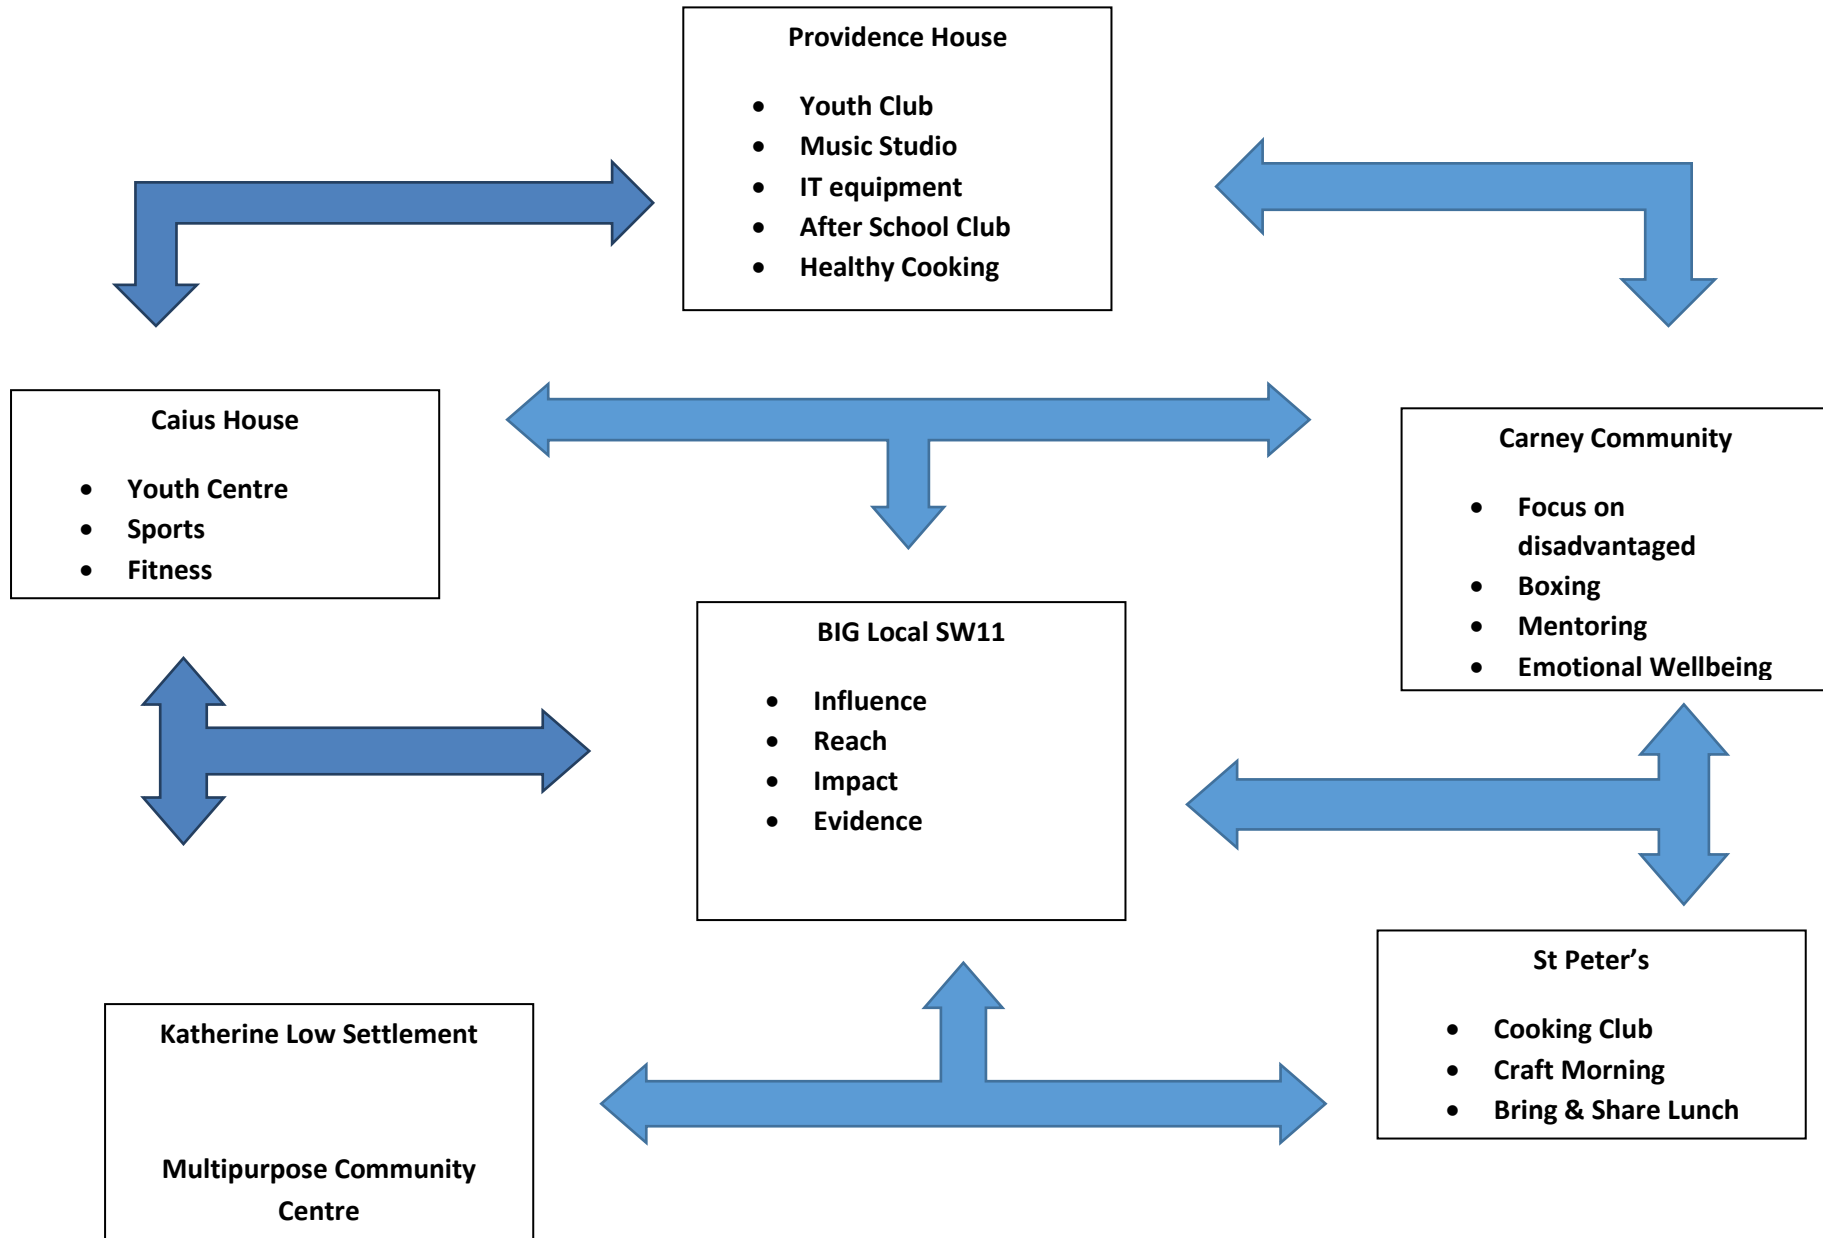 Providence House
• Youth Club
• Music Studio
• IT equipment
• After School Club
• Healthy Cooking
Caius House
• Youth Centre
• Sports
• Fitness
Carney Community
• Focus on
disadvantaged
• Boxing
• Mentoring
• Emotional Wellbeing
BIG Local SW11
• Influence
• Reach
• Impact
• Evidence
Katherine Low Settlement
Multipurpose Community
Centre
St Peter’s
• Cooking Club
• Craft Morning
• Bring & Share Lunch